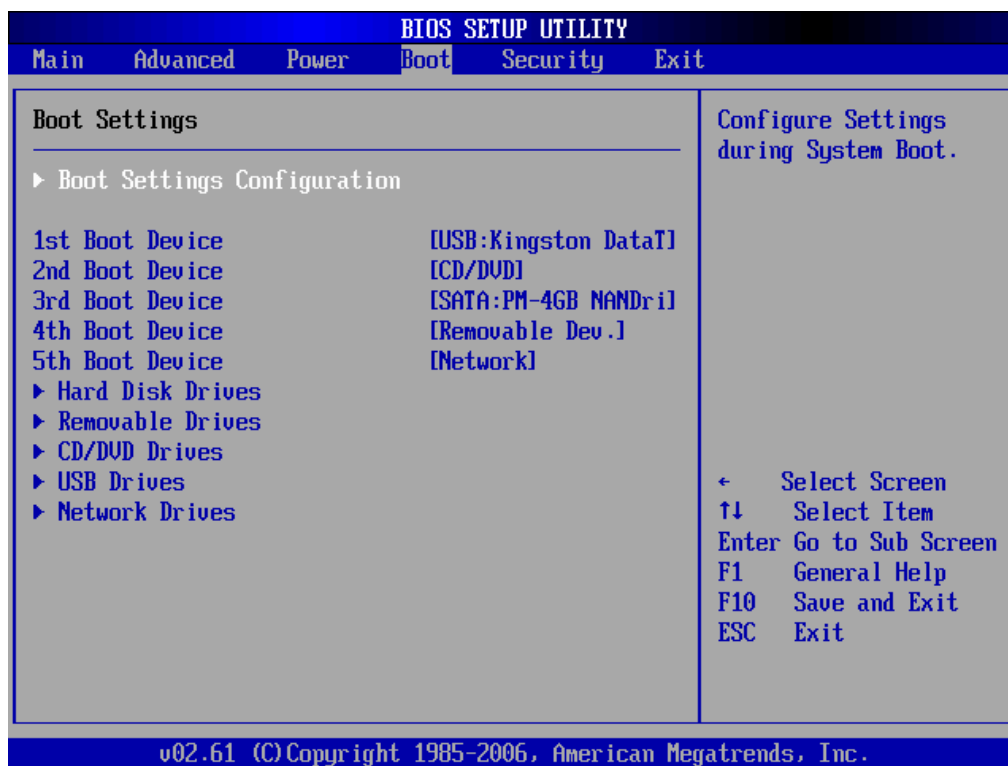 BIOS SETUP UTILITY
Main Advanced Power Boot Security Exit
Boot Settings
▶ Boot Settings Configuration
1st Boot Device [USB:Kingston DataT]
2nd Boot Device [CD/DVD]
3rd Boot Device [SATA:PM-4GB NANDri]
4th Boot Device [Removable Dev.]
5th Boot Device [Network]
▶ Hard Disk Drives
▶ Removable Drives
▶ CD/DVD Drives
▶ USB Drives
▶ Network Drives
Configure Settings
during System Boot.
← Select Screen
↑↓ Select Item
Enter Go to Sub Screen
F1 General Help
F10 Save and Exit
ESC Exit
v02.61 (C)Copyright 1985-2006, American Megatrends, Inc.